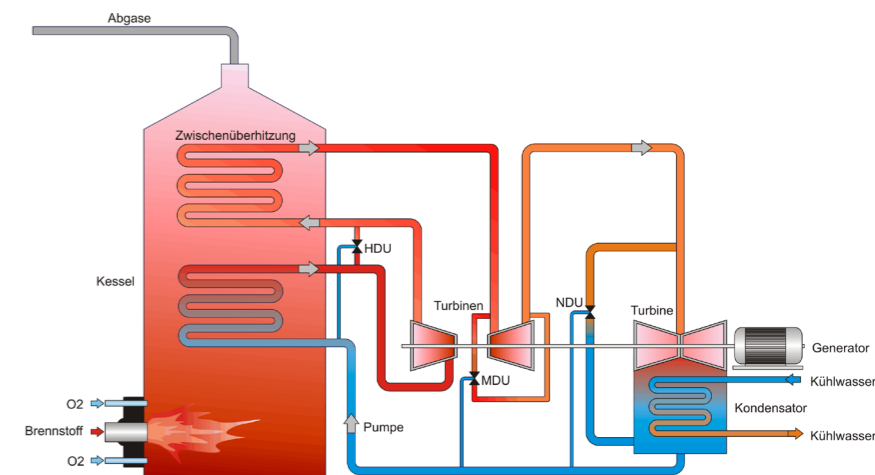 Abgase
Zwischenüberhitzung
HDU
Kessel
Turbinen
NDU
Turbine
Generator
MDU
Kühlwasser
O2
Kondensator
Brennstoff
Pumpe
Kühlwasser
O2